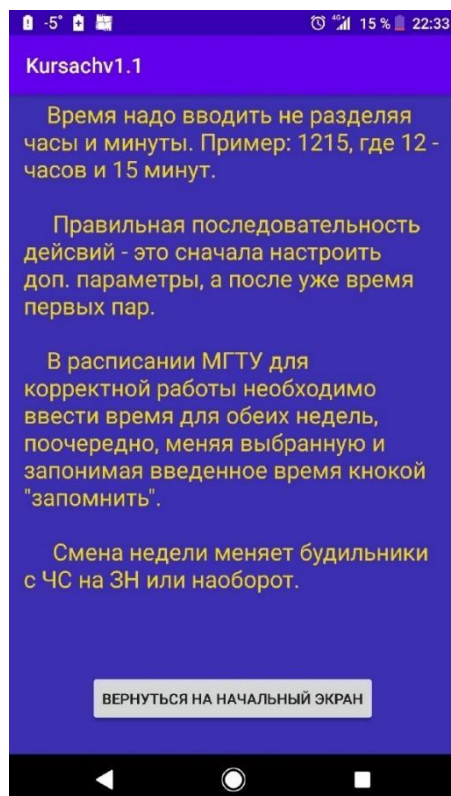 -5° 4G 15 % 22:33
Kursachv1.1
Время надо вводить не разделяя
часы и минуты. Пример: 1215, где 12 -
часов и 15 минут.
Правильная последовательность
дейсвий - это сначала настроить
доп. параметры, а после уже время
первых пар.
В расписании МГТУ для
корректной работы необходимо
ввести время для обеих недель,
поочередно, меняя выбранную и
запонимая введенное время кнокой
"запомнить".
Смена недели меняет будильники
с ЧС на ЗН или наоборот.
ВЕРНУТЬСЯ НА НАЧАЛЬНЫЙ ЭКРАН